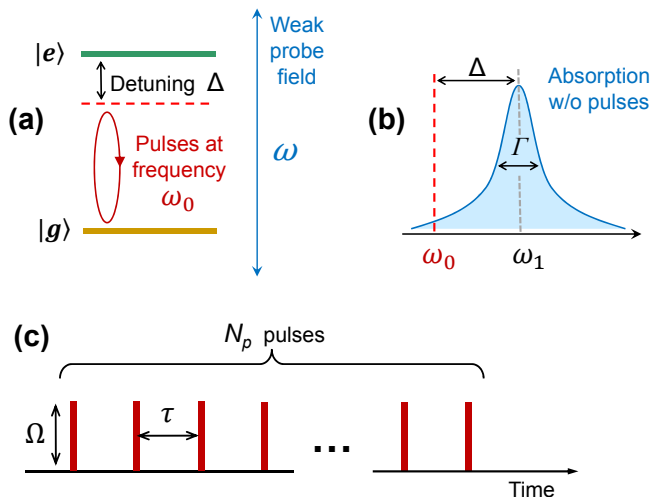 (a)
|e⟩
Detuning Δ
Pulses at
frequency
ω₀
|g⟩
Weak
probe
field
ω
(b)
Δ
Absorption
w/o pulses
Γ
ω₀
ω₁
(c)
Nₚ pulses
Ω
τ
...
Time